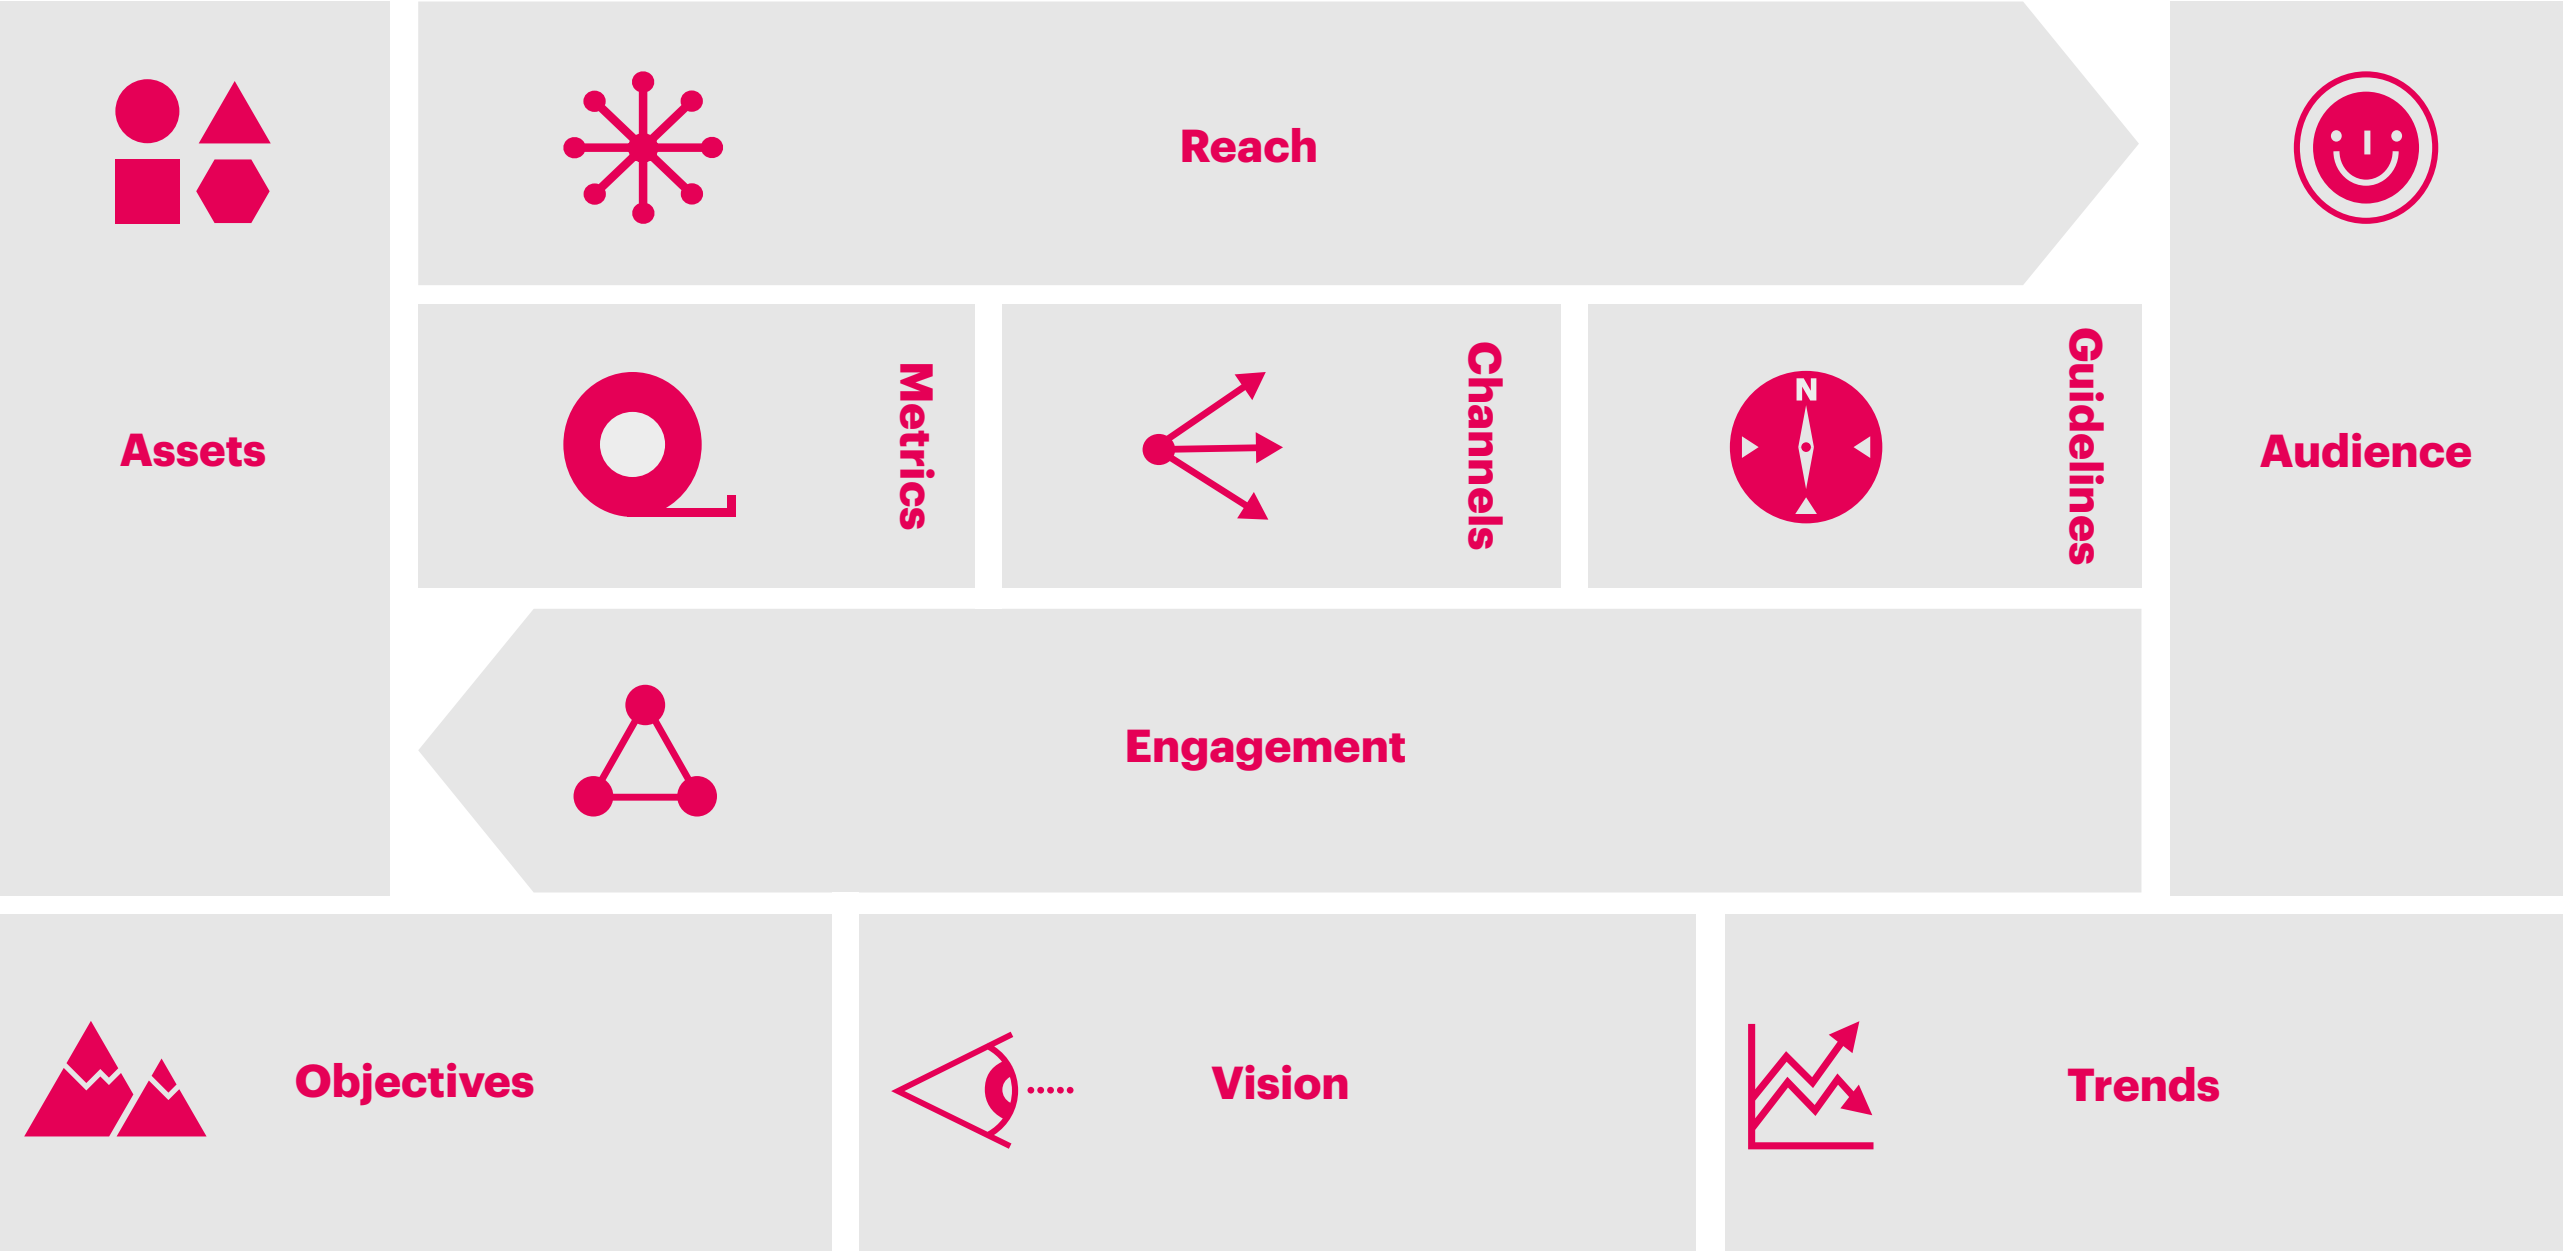 Reach
Assets
Metrics
Channels
N
Guidelines
Audience
Engagement
Objectives
Vision
Trends